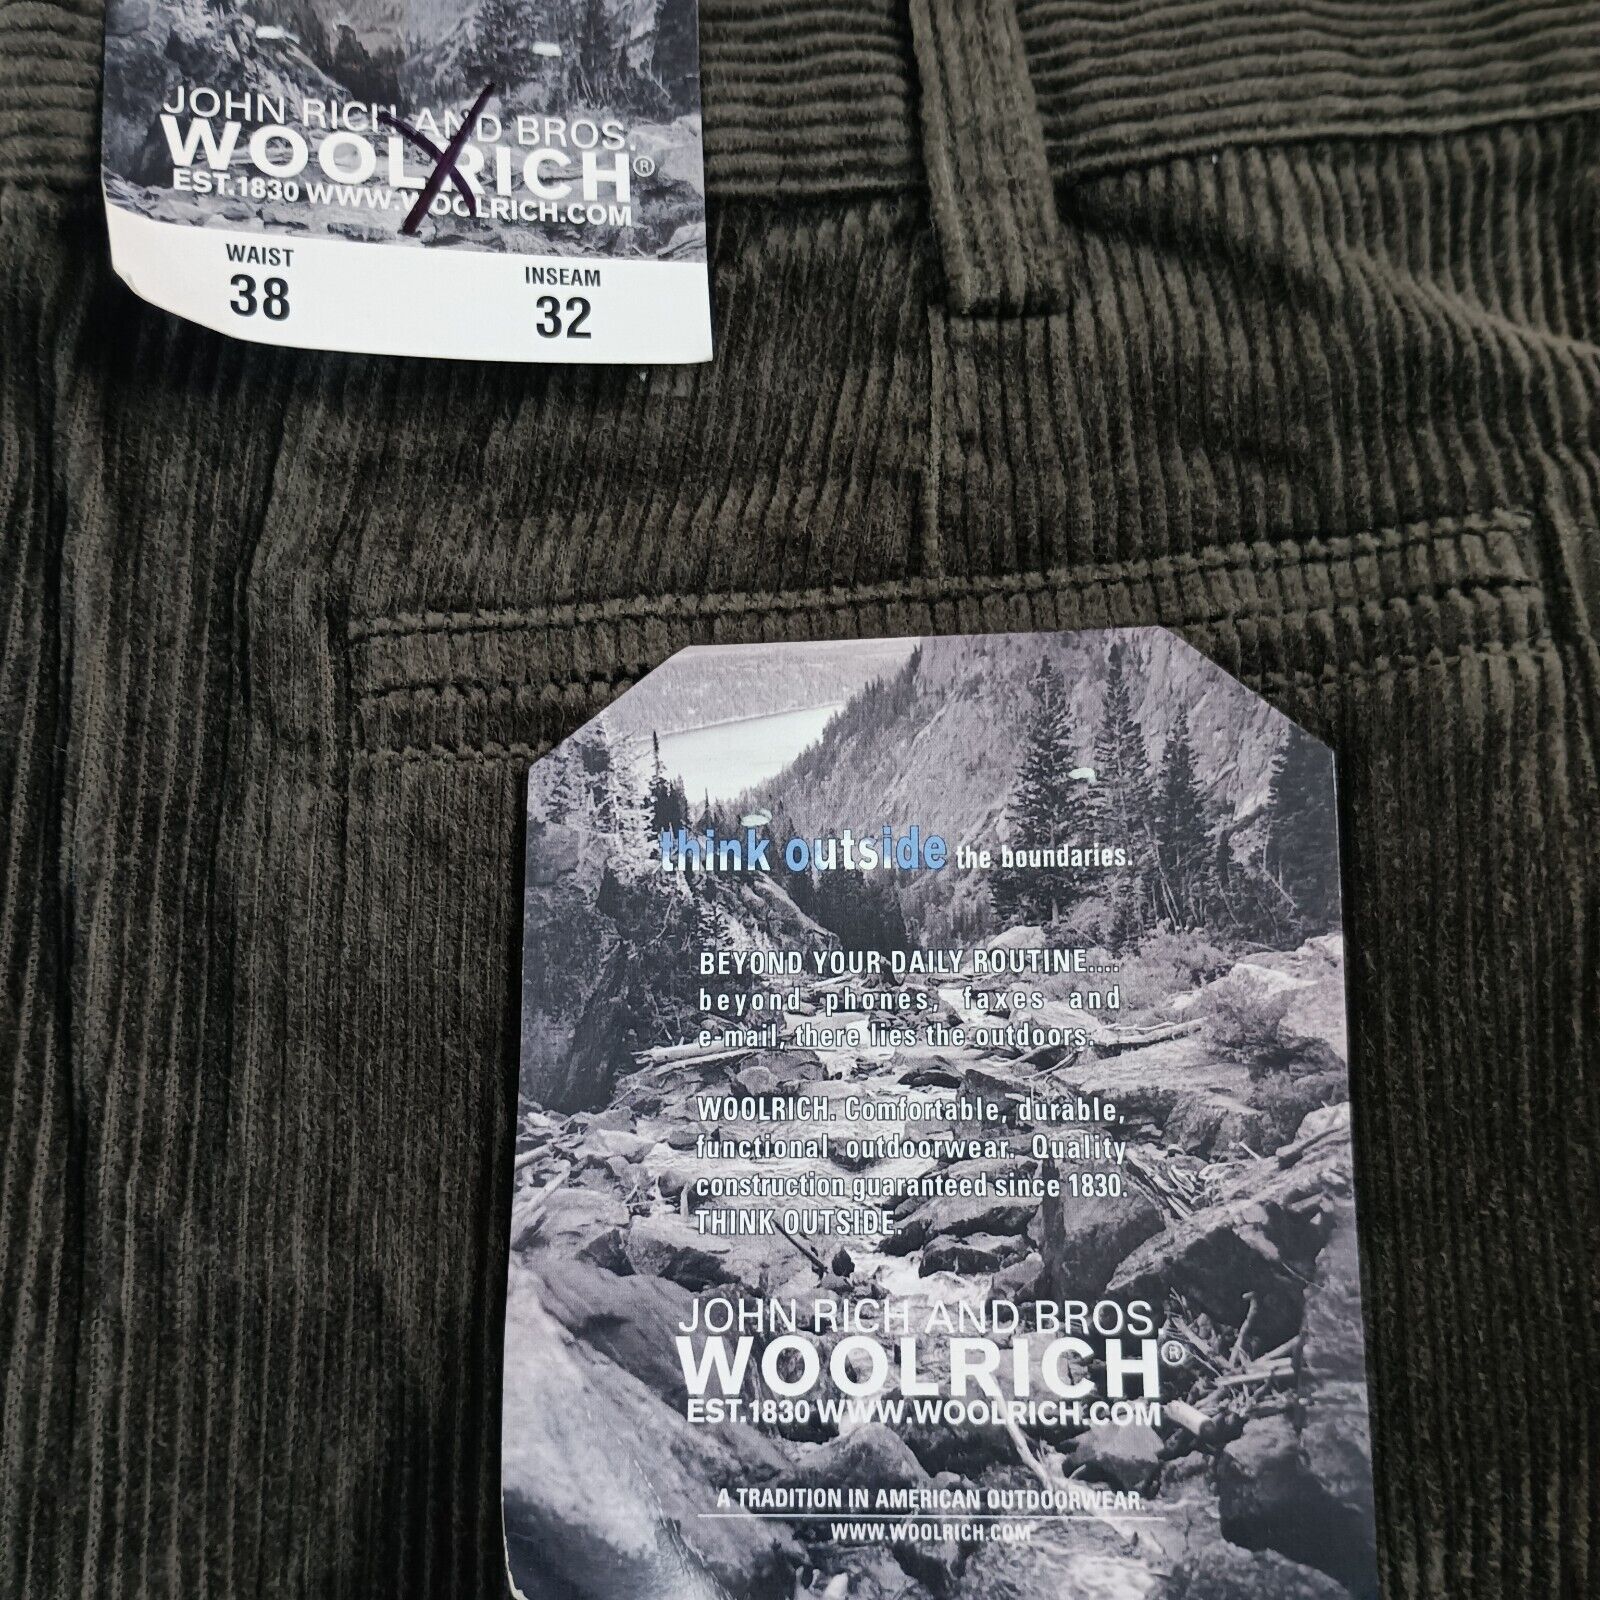 JOHN RICH AND BROS.
WOOLRICH®
EST.1830 WWW.WOOLRICH.COM
WAIST
38
INSEAM
32
think outside the boundaries.
BEYOND YOUR DAILY ROUTINE....
beyond phones, faxes and
e-mail, there lies the outdoors.
WOOLRICH. Comfortable, durable,
functional outdoorwear. Quality
construction guaranteed since 1830.
THINK OUTSIDE.
JOHN RICH AND BROS.
WOOLRICH®
EST.1830 WWW.WOOLRICH.COM
A TRADITION IN AMERICAN OUTDOORWEAR.
WWW.WOOLRICH.COM